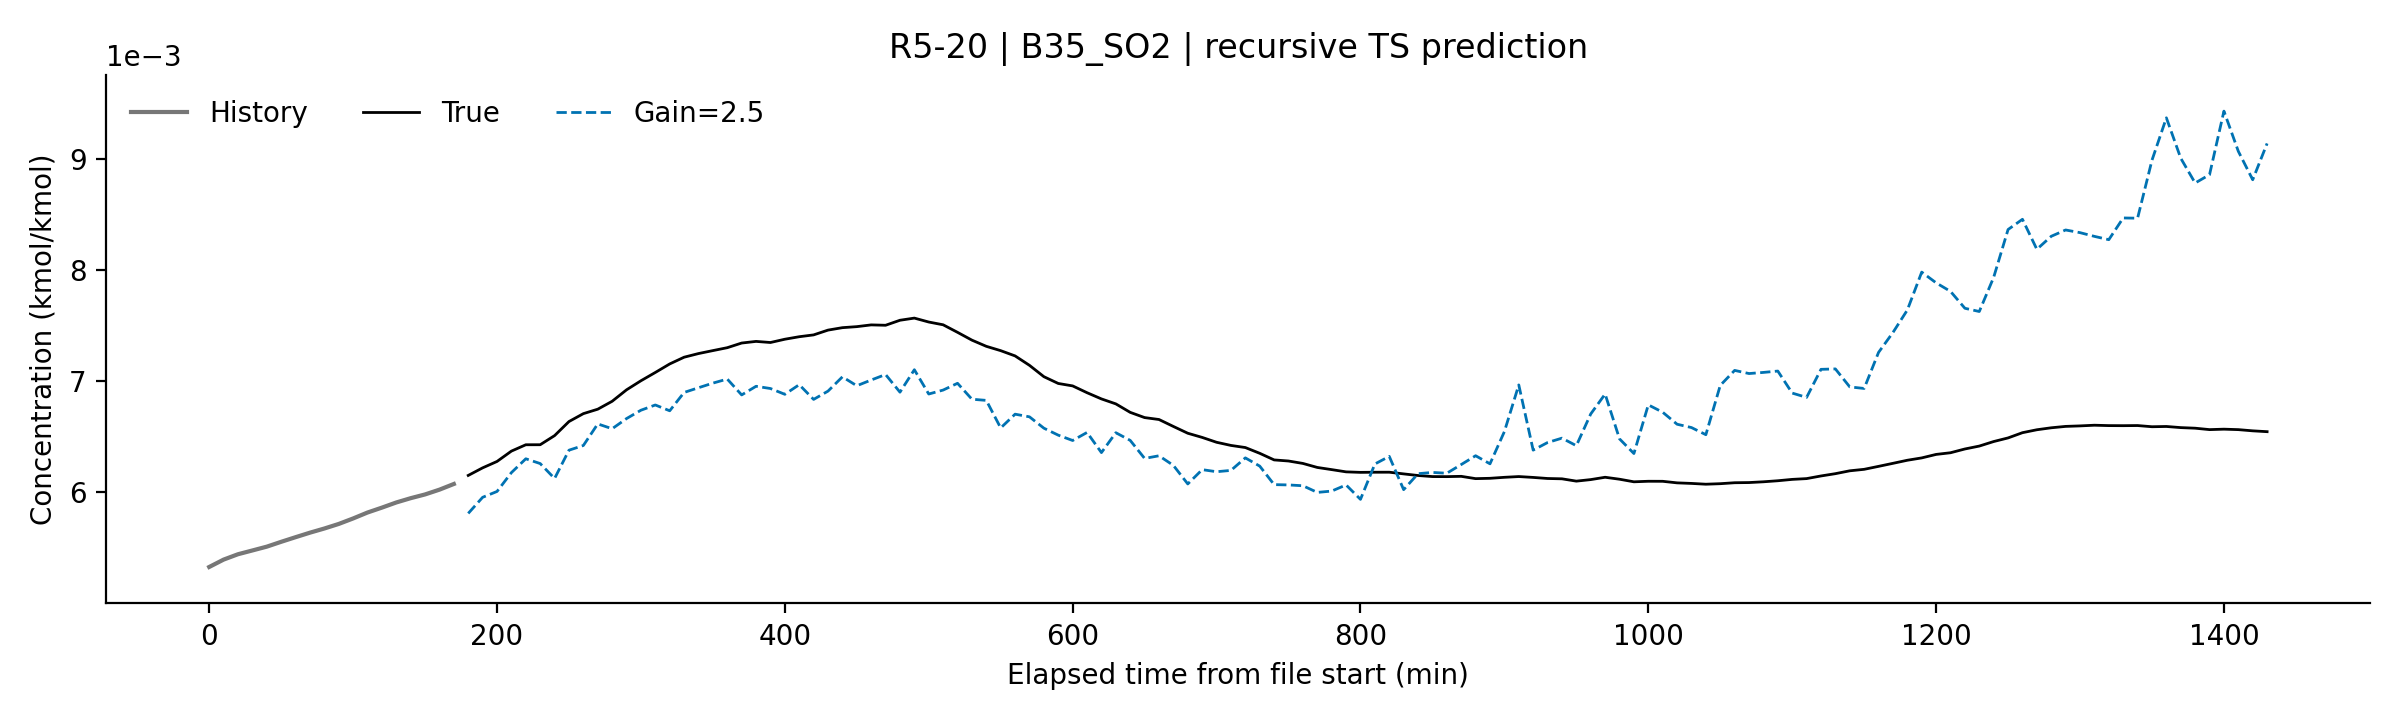 R5-20 | B35_SO2 | recursive TS prediction
1e−3
History
True
Gain=2.5
9
8
7
6
Concentration (kmol/kmol)
0
200
400
600
800
1000
1200
1400
Elapsed time from file start (min)